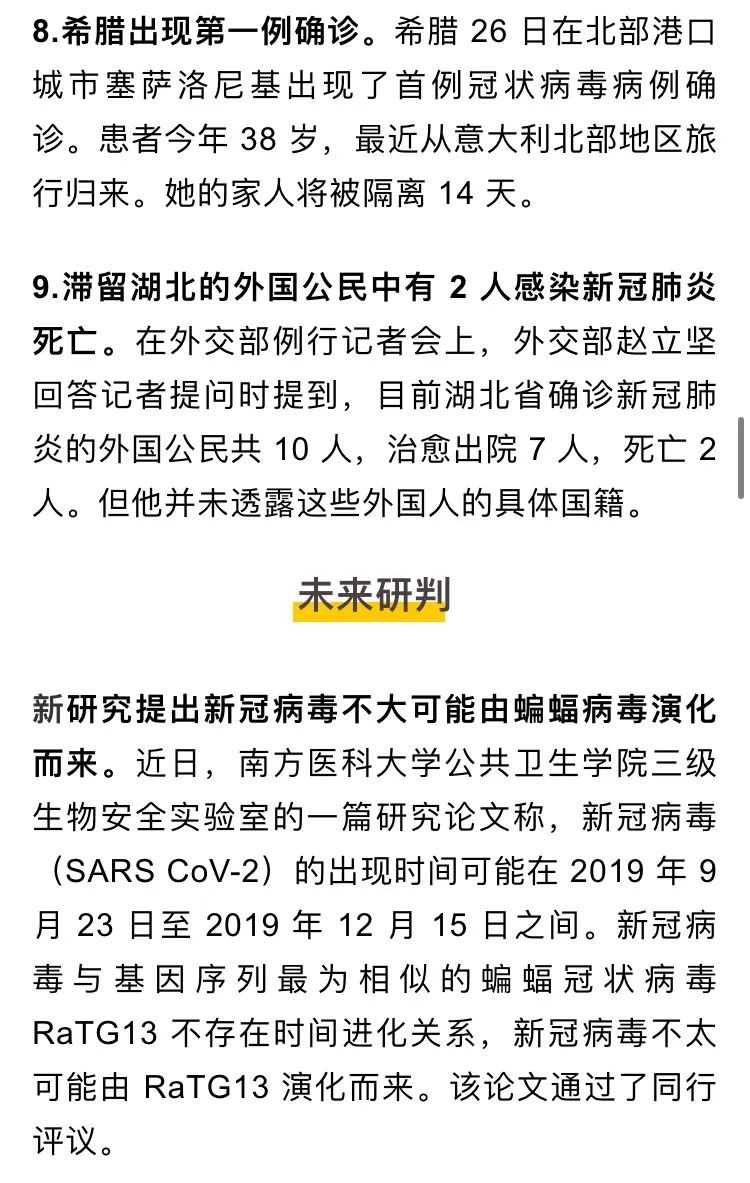 8.希腊出现第一例确诊。希腊 26 日在北部港口
城市塞萨洛尼基出现了首例冠状病毒病例确
诊。患者今年 38 岁，最近从意大利北部地区旅
行归来。她的家人将被隔离 14 天。
9.滞留湖北的外国公民中有 2 人感染新冠肺炎
死亡。在外交部例行记者会上，外交部赵立坚
回答记者提问时提到，目前湖北省确诊新冠肺
炎的外国公民共 10 人，治愈出院 7 人，死亡 2
人。但他并未透露这些外国人的具体国籍。
未来研判
新研究提出新冠病毒不大可能由蝙蝠病毒演化
而来。近日，南方医科大学公共卫生学院三级
生物安全实验室的一篇研究论文称，新冠病毒
（SARS CoV-2）的出现时间可能在 2019 年 9
月 23 日至 2019 年 12 月 15 日之间。新冠病
毒与基因序列最为相似的蝙蝠冠状病毒
RaTG13 不存在时间进化关系，新冠病毒不太
可能由 RaTG13 演化而来。该论文通过了同行
评议。